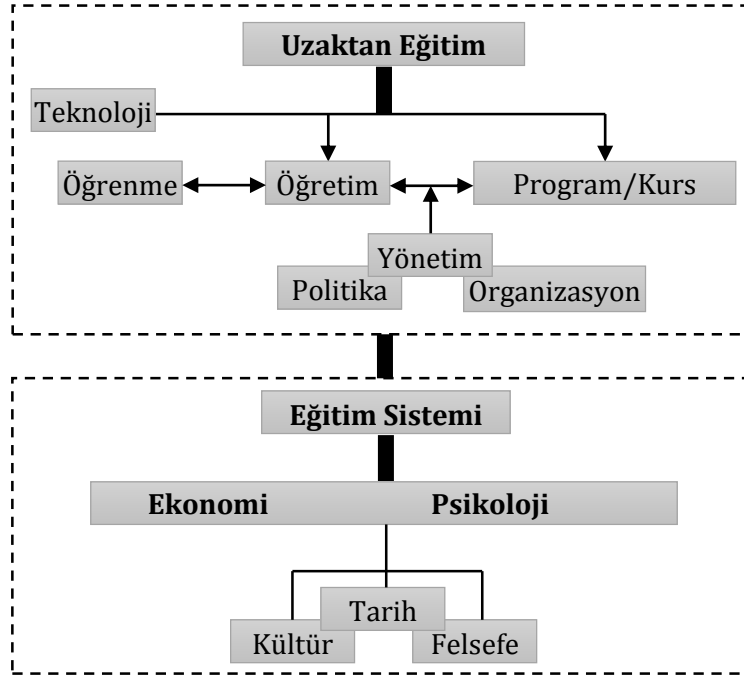 Uzaktan Eğitim
Teknoloji
Öğrenme
Öğretim
Program/Kurs
Yönetim
Politika
Organizasyon
Eğitim Sistemi
Ekonomi Psikoloji
Tarih
Kültür
Felsefe